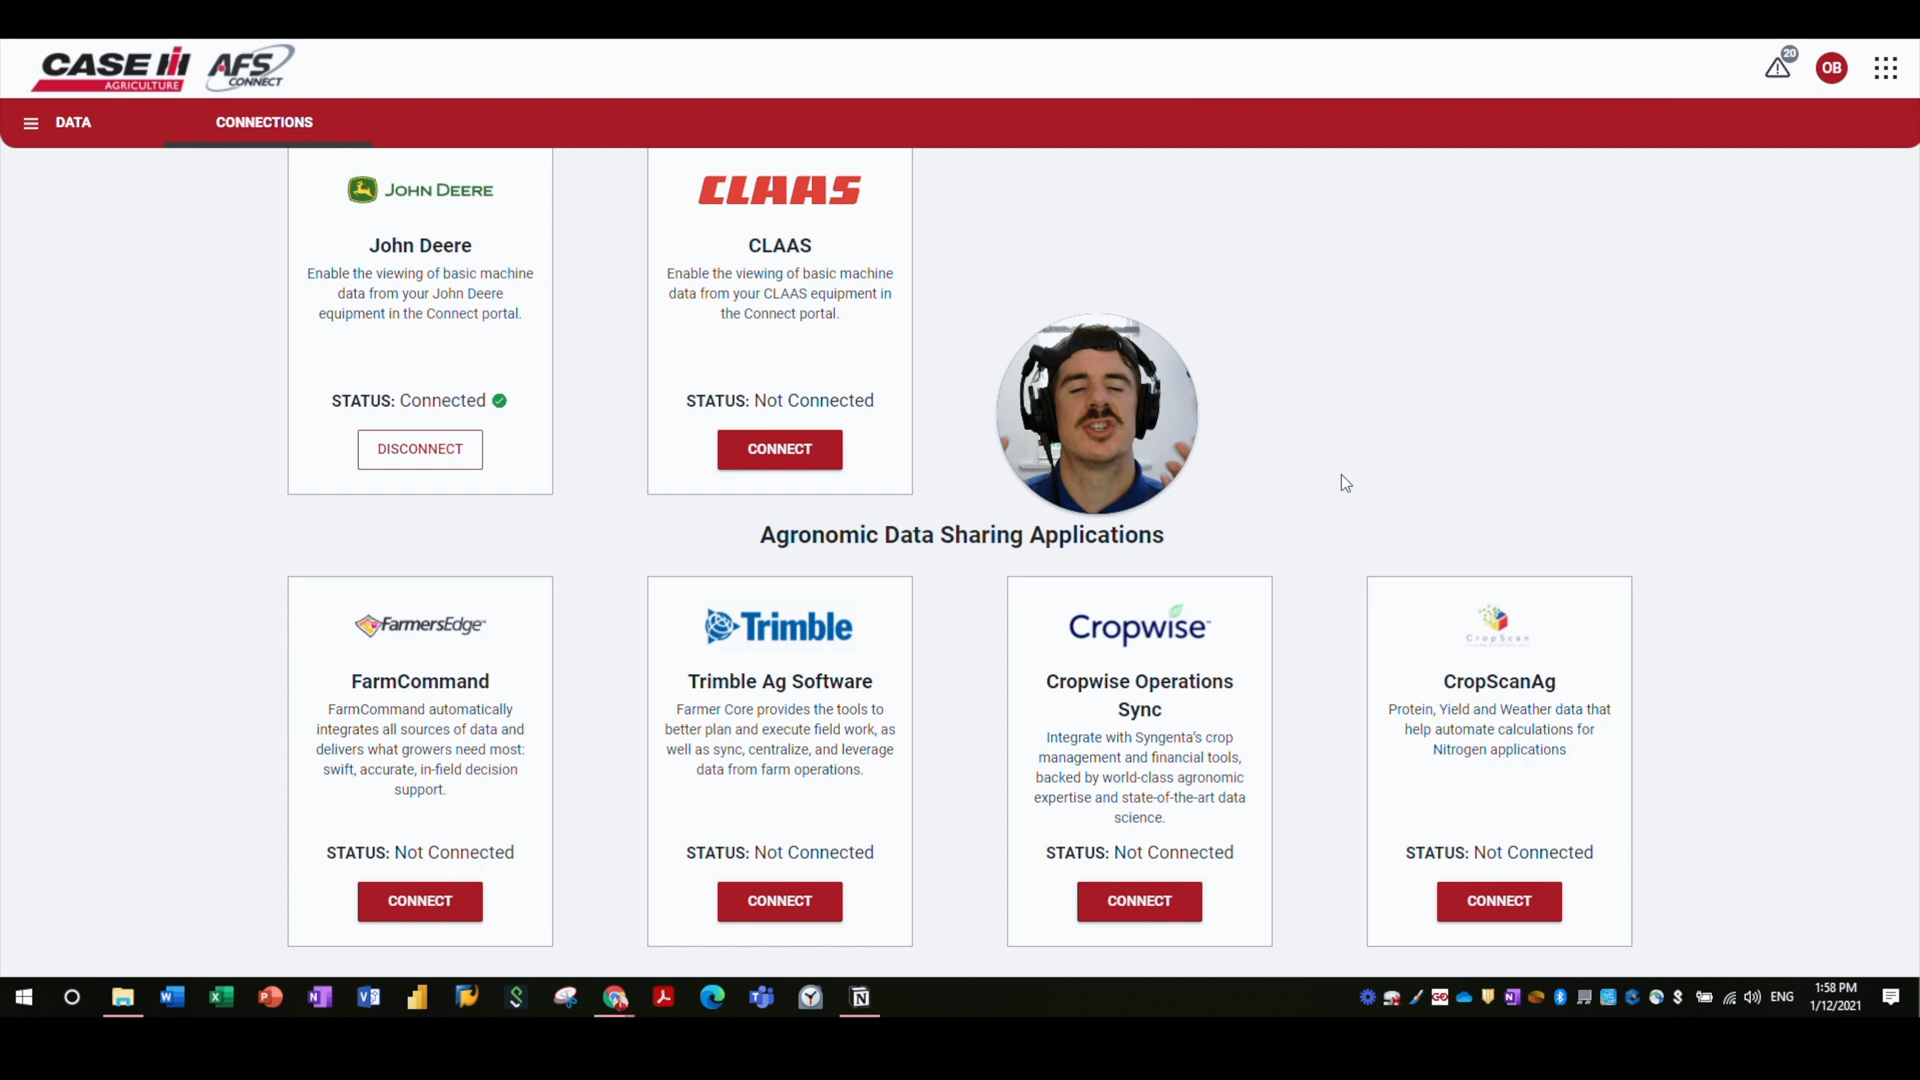 CASE IH
AGRICULTURE
AFS
CONNECT
20
OB
DATA
CONNECTIONS
JOHN DEERE
John Deere
Enable the viewing of basic machine
data from your John Deere
equipment in the Connect portal.
STATUS: Connected
DISCONNECT
CLAAS
CLAAS
Enable the viewing of basic machine
data from your CLAAS equipment in
the Connect portal.
STATUS: Not Connected
CONNECT
Agronomic Data Sharing Applications
FarmersEdge
FarmCommand
FarmCommand automatically
integrates all sources of data and
delivers what growers need most:
swift, accurate, in-field decision
support.
STATUS: Not Connected
CONNECT
Trimble
Trimble Ag Software
Farmer Core provides the tools to
better plan and execute field work, as
well as sync, centralize, and leverage
data from farm operations.
STATUS: Not Connected
CONNECT
Cropwise
Cropwise Operations
Sync
Integrate with Syngenta's crop
management and financial tools,
backed by world-class agronomic
expertise and state-of-the-art data
science.
STATUS: Not Connected
CONNECT
CropScan
CropScanAg
Protein, Yield and Weather data that
help automate calculations for
Nitrogen applications
STATUS: Not Connected
CONNECT
ENG
1:58 PM
1/12/2021